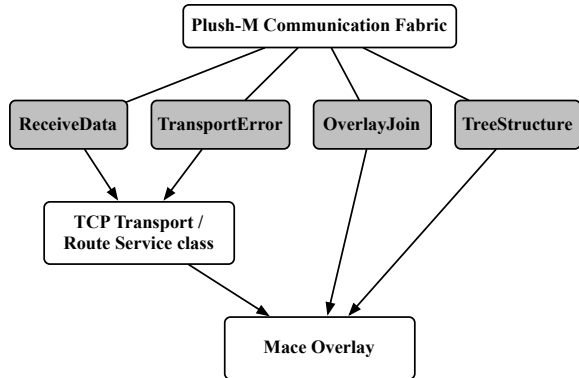 Plush-M Communication Fabric
ReceiveData
TransportError
OverlayJoin
TreeStructure
TCP Transport /
Route Service class
Mace Overlay